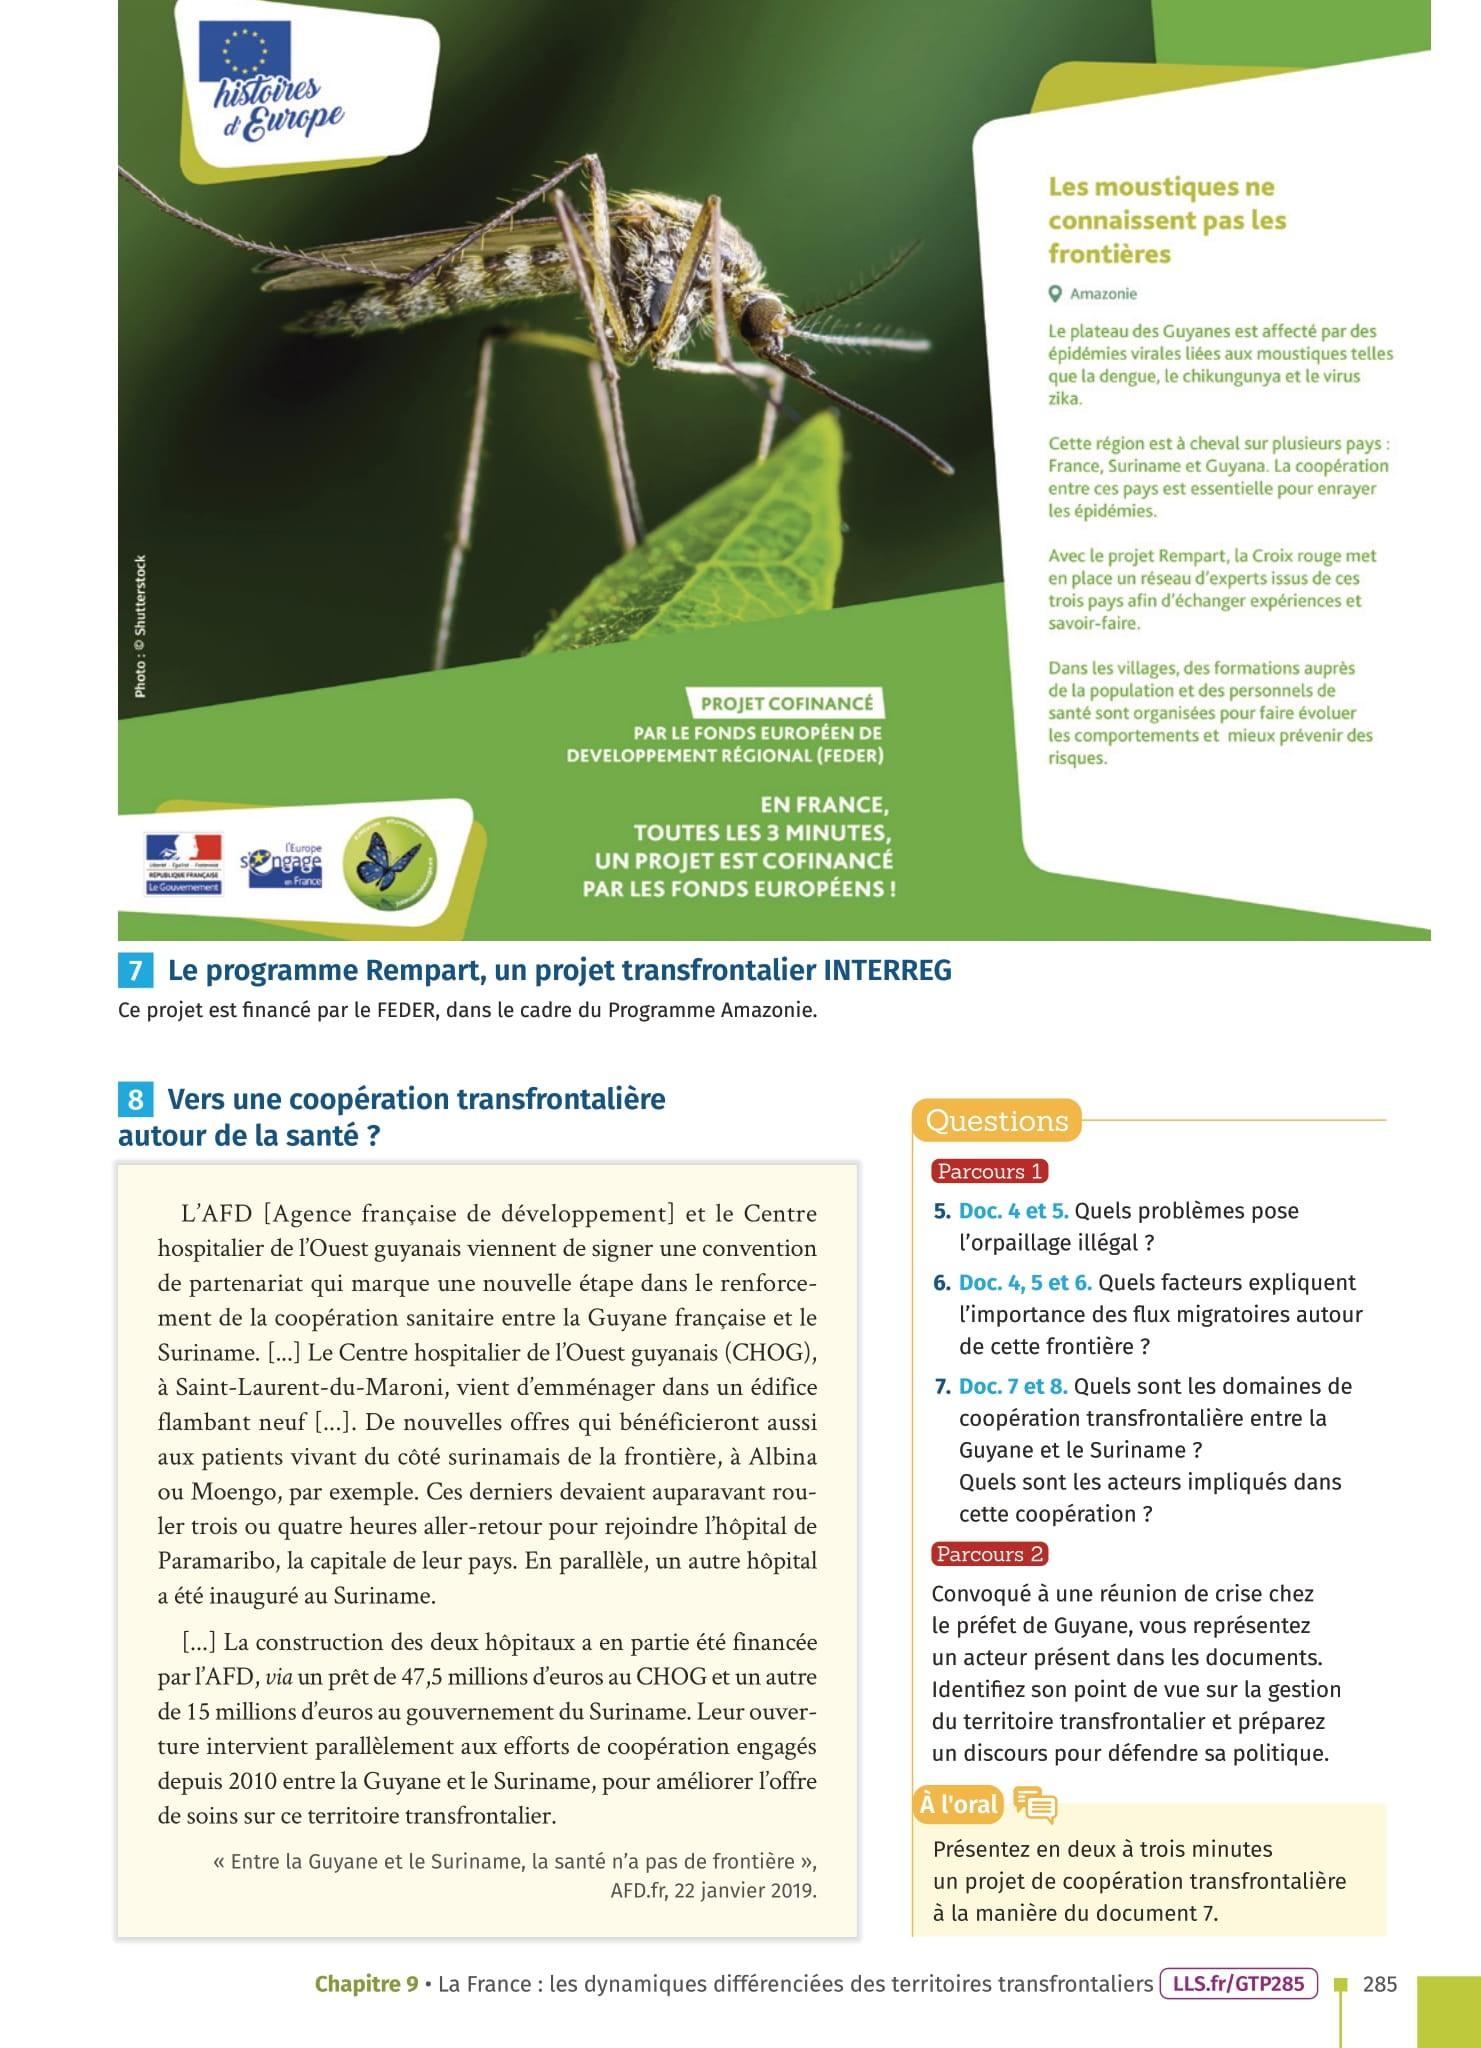 histoires
d'Europe
Les moustiques ne
connaissent pas les
frontières
Amazonie
Le plateau des Guyanes est affecté par des
épidémies virales liées aux moustiques telles
que la dengue, le chikungunya et le virus
zika.
Cette région est à cheval sur plusieurs pays :
France, Suriname et Guyana. La coopération
entre ces pays est essentielle pour enrayer
les épidémies.
Avec le projet Rempart, la Croix rouge met
en place un réseau d'experts issus de ces
trois pays afin d'échanger expériences et
savoir-faire.
Dans les villages, des formations auprès
de la population et des personnels de
santé sont organisées pour faire évoluer
les comportements et mieux prévenir des
risques.
Photo : © Shutterstock
PROJET COFINANCÉ
PAR LE FONDS EUROPÉEN DE
DEVELOPPEMENT RÉGIONAL (FEDER)
EN FRANCE,
TOUTES LES 3 MINUTES,
UN PROJET EST COFINANCÉ
PAR LES FONDS EUROPÉENS !
Liberté • Égalité • Fraternité
RÉPUBLIQUE FRANÇAISE
Le Gouvernement
l'Europe
s'engage
en France
7 Le programme Rempart, un projet transfrontalier INTERREG
Ce projet est financé par le FEDER, dans le cadre du Programme Amazonie.
8 Vers une coopération transfrontalière
autour de la santé ?
L'AFD [Agence française de développement] et le Centre
hospitalier de l'Ouest guyanais viennent de signer une convention
de partenariat qui marque une nouvelle étape dans le renforce-
ment de la coopération sanitaire entre la Guyane française et le
Suriname. [...] Le Centre hospitalier de l'Ouest guyanais (CHOG),
à Saint-Laurent-du-Maroni, vient d'emménager dans un édifice
flambant neuf [...]. De nouvelles offres qui bénéficieront aussi
aux patients vivant du côté surinamais de la frontière, à Albina
ou Moengo, par exemple. Ces derniers devaient auparavant rou-
ler trois ou quatre heures aller-retour pour rejoindre l'hôpital de
Paramaribo, la capitale de leur pays. En parallèle, un autre hôpital
a été inauguré au Suriname.
[...] La construction des deux hôpitaux a en partie été financée
par l'AFD, via un prêt de 47,5 millions d'euros au CHOG et un autre
de 15 millions d'euros au gouvernement du Suriname. Leur ouver-
ture intervient parallèlement aux efforts de coopération engagés
depuis 2010 entre la Guyane et le Suriname, pour améliorer l'offre
de soins sur ce territoire transfrontalier.
« Entre la Guyane et le Suriname, la santé n'a pas de frontière »,
AFD.fr, 22 janvier 2019.
Questions
Parcours 1
5. Doc. 4 et 5. Quels problèmes pose
l'orpaillage illégal ?
6. Doc. 4, 5 et 6. Quels facteurs expliquent
l'importance des flux migratoires autour
de cette frontière ?
7. Doc. 7 et 8. Quels sont les domaines de
coopération transfrontalière entre la
Guyane et le Suriname ?
Quels sont les acteurs impliqués dans
cette coopération ?
Parcours 2
Convoqué à une réunion de crise chez
le préfet de Guyane, vous représentez
un acteur présent dans les documents.
Identifiez son point de vue sur la gestion
du territoire transfrontalier et préparez
un discours pour défendre sa politique.
À l'oral
Présentez en deux à trois minutes
un projet de coopération transfrontalière
à la manière du document 7.
Chapitre 9 • La France : les dynamiques différenciées des territoires transfrontaliers LLS.fr/GTP285 285